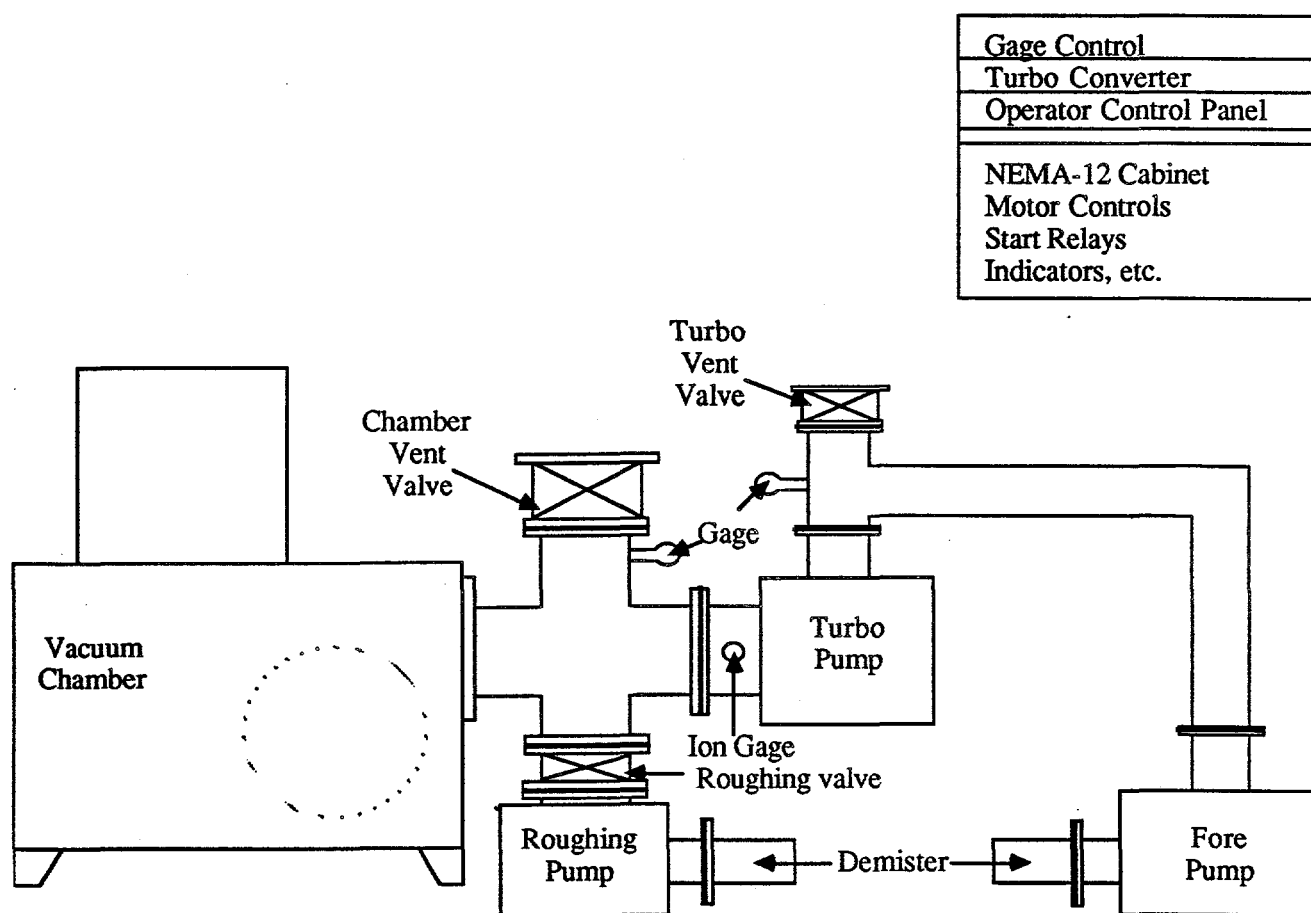 Gage Control
Turbo Converter
Operator Control Panel
NEMA-12 Cabinet
Motor Controls
Start Relays
Indicators, etc.
Turbo
Vent
Valve
Chamber
Vent
Valve
Gage
Vacuum
Chamber
Turbo
Pump
Ion Gage
Roughing valve
Roughing
Pump
Demister
Fore
Pump